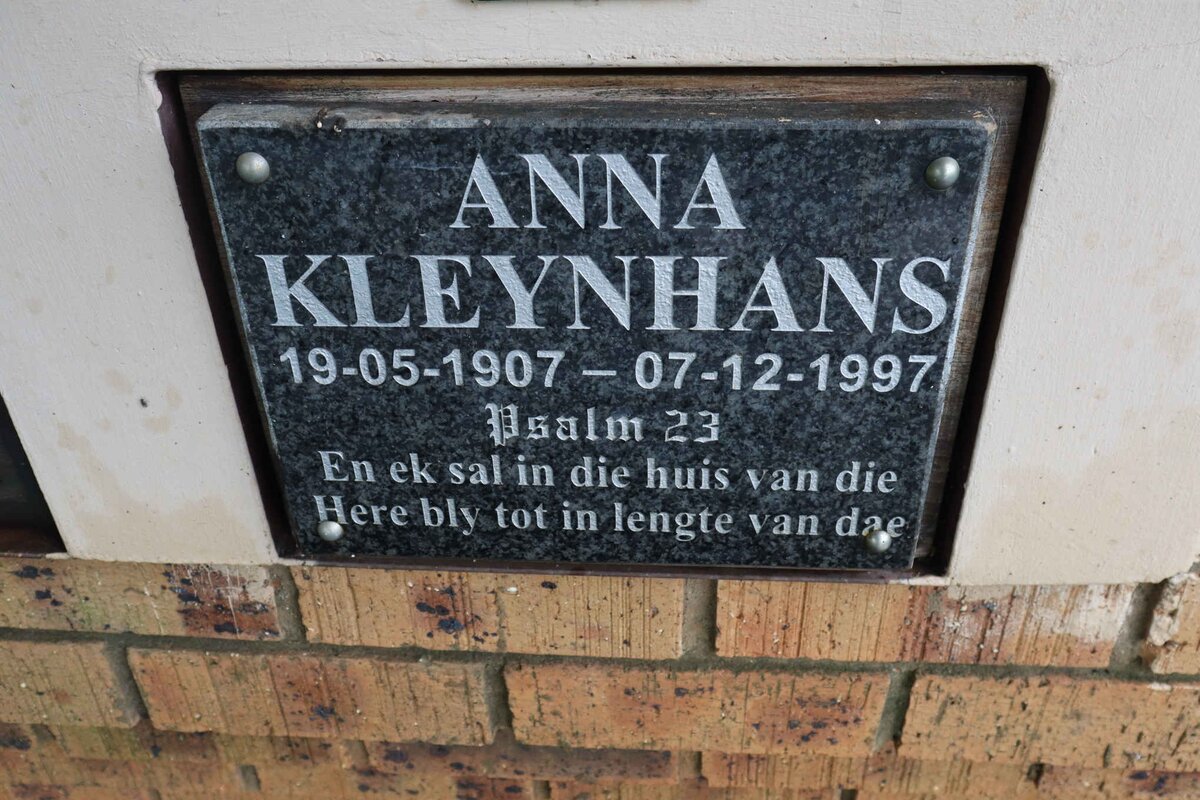 ANNA
KLEYNHANS
19-05-1907 – 07-12-1997
Psalm 23
En ek sal in die huis van die
Here bly tot in lengte van dae